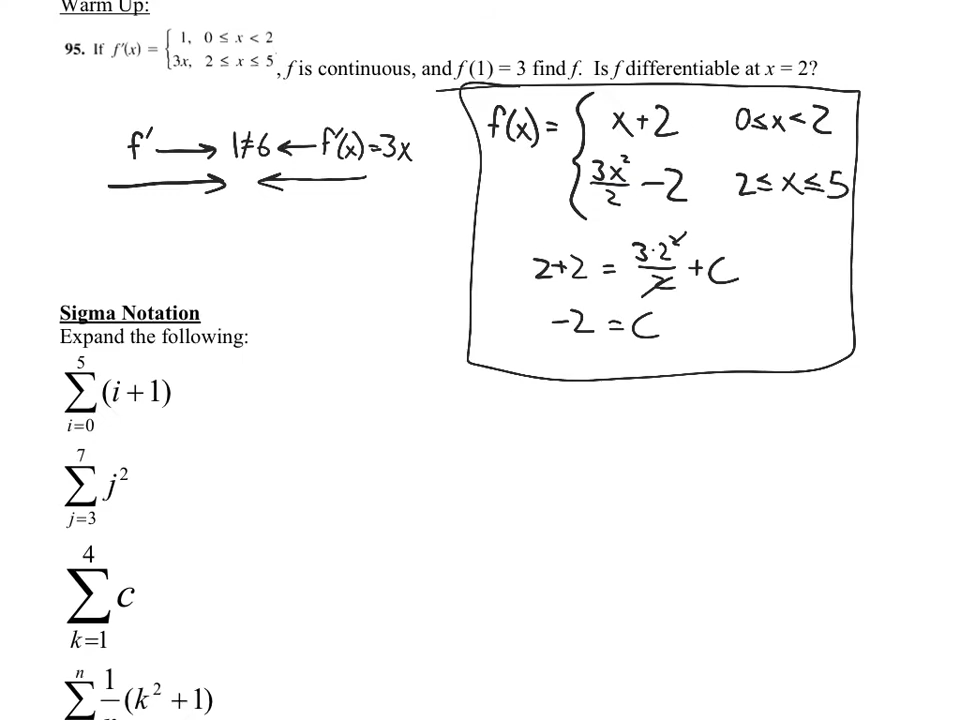 Warm Up:
95. If f'(x) = { 1, 0 ≤ x < 2
3x, 2 ≤ x ≤ 5 , f is continuous, and f (1) = 3 find f. Is f differentiable at x = 2?
f(x) = { x+2 0≤x<2
3x²/2 - 2 2≤x≤5
f' → 1≠6 ← f'(x)=3x
2+2 = 3·2²/2 + C
-2 = C
Sigma Notation
Expand the following:
5
∑ (i + 1)
i=0
7
∑ j²
j=3
4
∑ c
k=1
n
∑ 1/n (k² + 1)